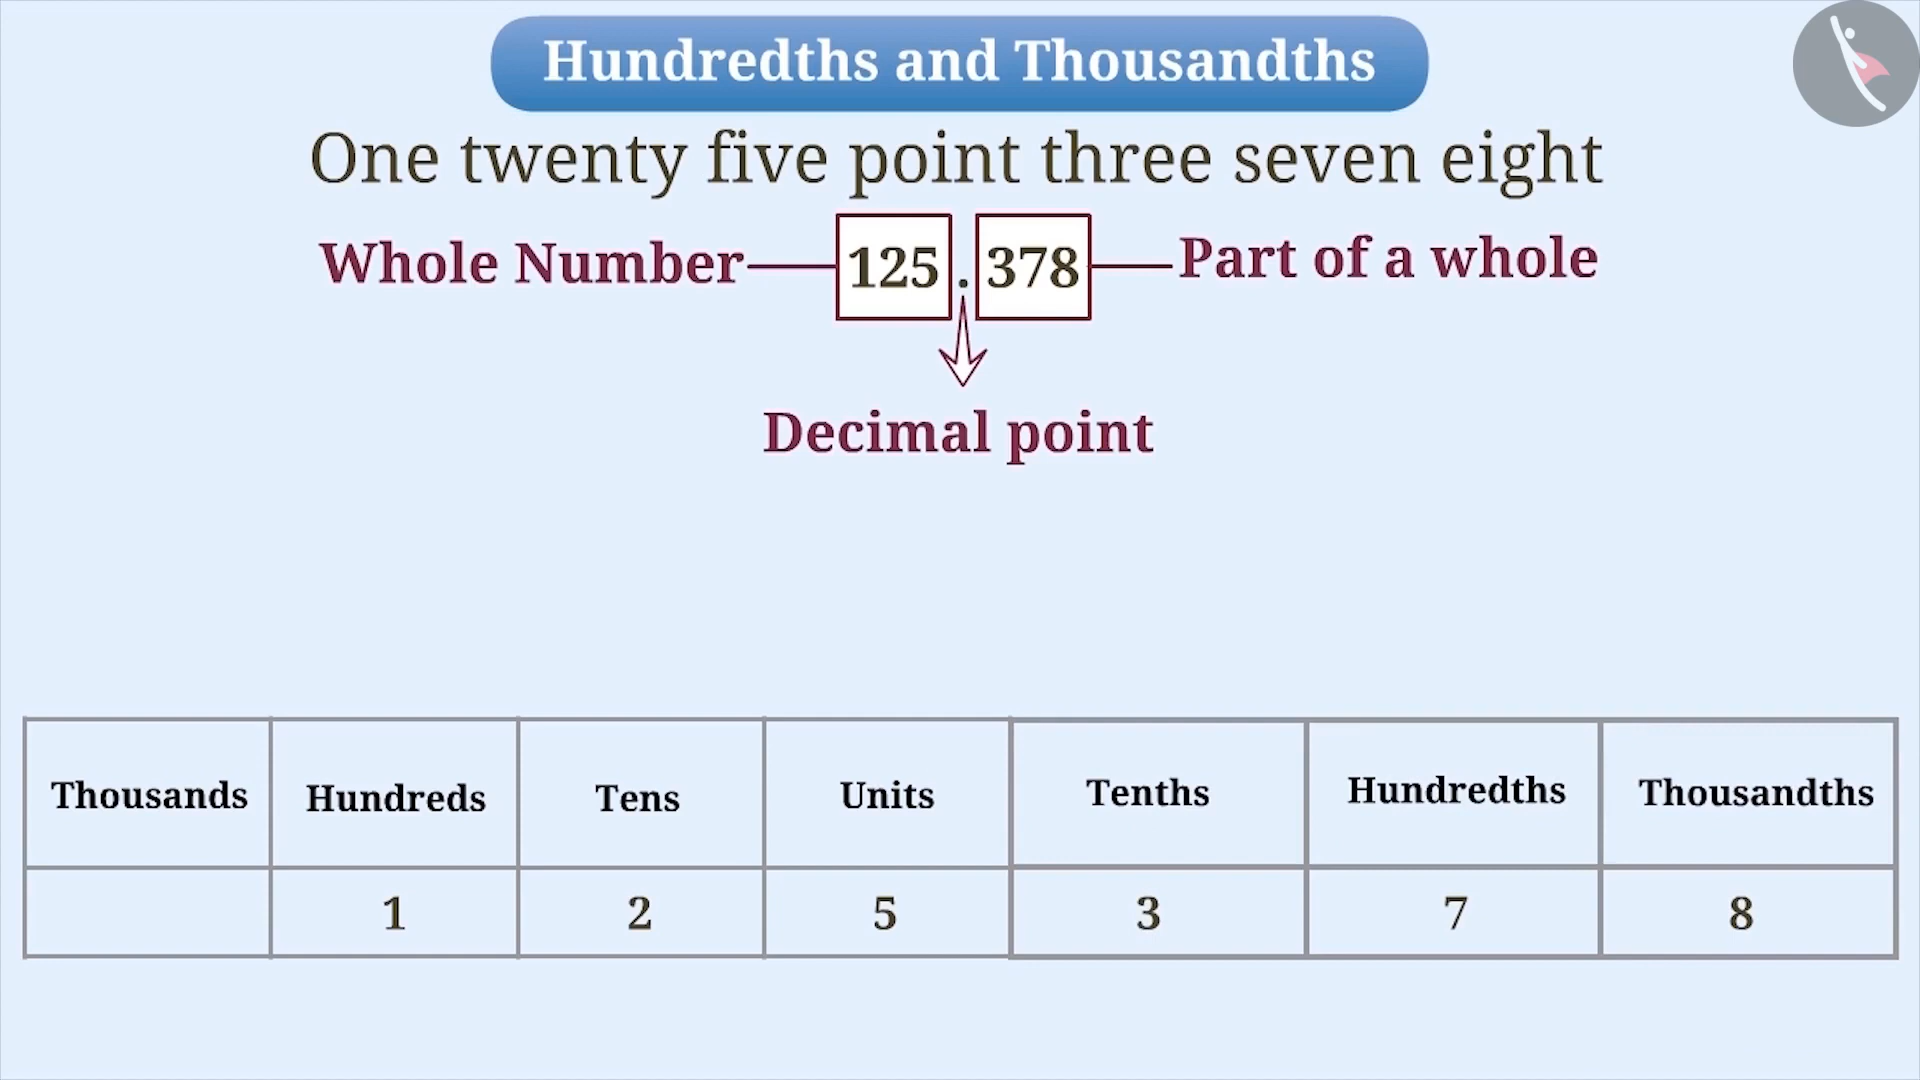 Hundredths and Thousandths
One twenty five point three seven eight
Whole Number 125 . 378 Part of a whole
Decimal point
Thousands Hundreds Tens Units Tenths Hundredths Thousandths
1 2 5 3 7 8